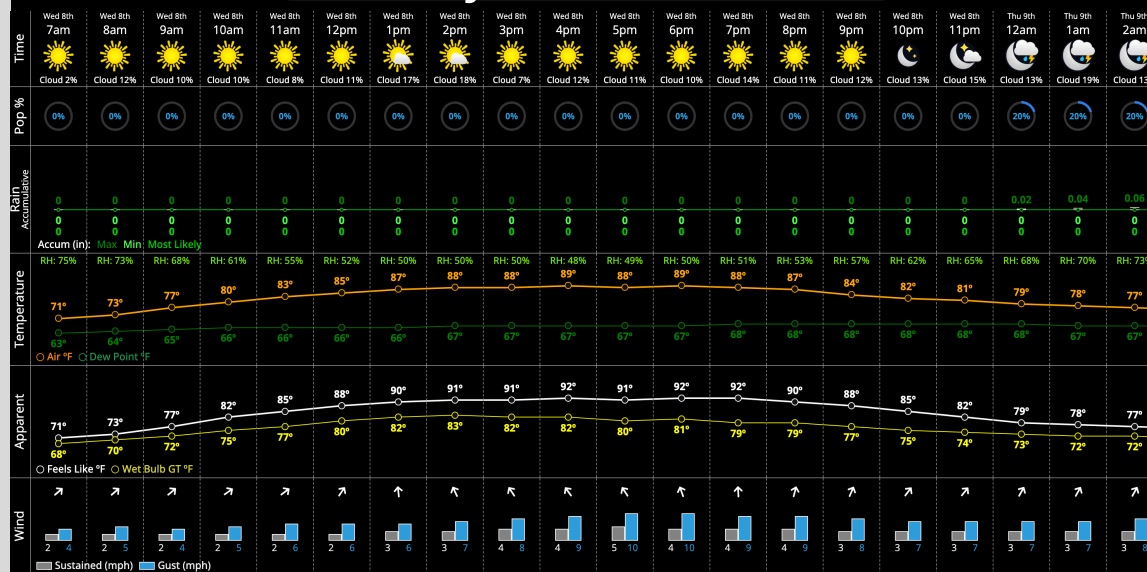 Wed 8th Wed 8th Wed 8th Wed 8th Wed 8th Wed 8th Wed 8th Wed 8th Wed 8th Wed 8th Wed 8th Wed 8th Wed 8th Wed 8th Wed 8th Wed 8th Wed 8th Thu 9th Thu 9th Thu 9th
Time 7am 8am 9am 10am 11am 12pm 1pm 2pm 3pm 4pm 5pm 6pm 7pm 8pm 9pm 10pm 11pm 12am 1am 2am
Cloud 2% Cloud 12% Cloud 10% Cloud 10% Cloud 8% Cloud 11% Cloud 17% Cloud 18% Cloud 7% Cloud 12% Cloud 11% Cloud 10% Cloud 14% Cloud 11% Cloud 12% Cloud 13% Cloud 15% Cloud 13% Cloud 19% Cloud 13
Pop % 0% 0% 0% 0% 0% 0% 0% 0% 0% 0% 0% 0% 0% 0% 0% 0% 0% 20% 20% 20%
Rain
Accumulative
0 0 0 0 0 0 0 0 0 0 0 0 0 0 0 0 0 0.02 0.04 0.06
0 0 0 0 0 0 0 0 0 0 0 0 0 0 0 0 0 0 0 0
0 0 0 0 0 0 0 0 0 0 0 0 0 0 0 0 0 0 0 0
Accum (in): Max Min Most Likely
RH: 75% RH: 73% RH: 68% RH: 61% RH: 55% RH: 52% RH: 50% RH: 50% RH: 50% RH: 48% RH: 49% RH: 50% RH: 51% RH: 53% RH: 57% RH: 62% RH: 65% RH: 68% RH: 70% RH: 73%
Temperature
71° 73° 77° 80° 83° 85° 87° 88° 88° 89° 88° 89° 88° 87° 84° 82° 81° 79° 78° 77°
63° 64° 65° 66° 66° 66° 66° 67° 67° 67° 67° 67° 68° 68° 68° 68° 68° 68° 67° 67°
Air °F Dew Point °F
Apparent
71° 73° 77° 82° 85° 88° 90° 91° 91° 92° 91° 92° 92° 90° 88° 85° 82° 79° 78° 77°
68° 70° 72° 75° 77° 80° 82° 83° 82° 82° 80° 81° 79° 79° 77° 75° 74° 73° 72° 72°
Feels Like °F Wet Bulb GT °F
Wind
2 4 2 5 2 4 2 5 2 6 2 6 3 6 3 7 4 8 4 9 5 10 4 10 4 9 4 9 3 8 3 7 3 7 3 7 3 7 3 8
Sustained (mph) Gust (mph)